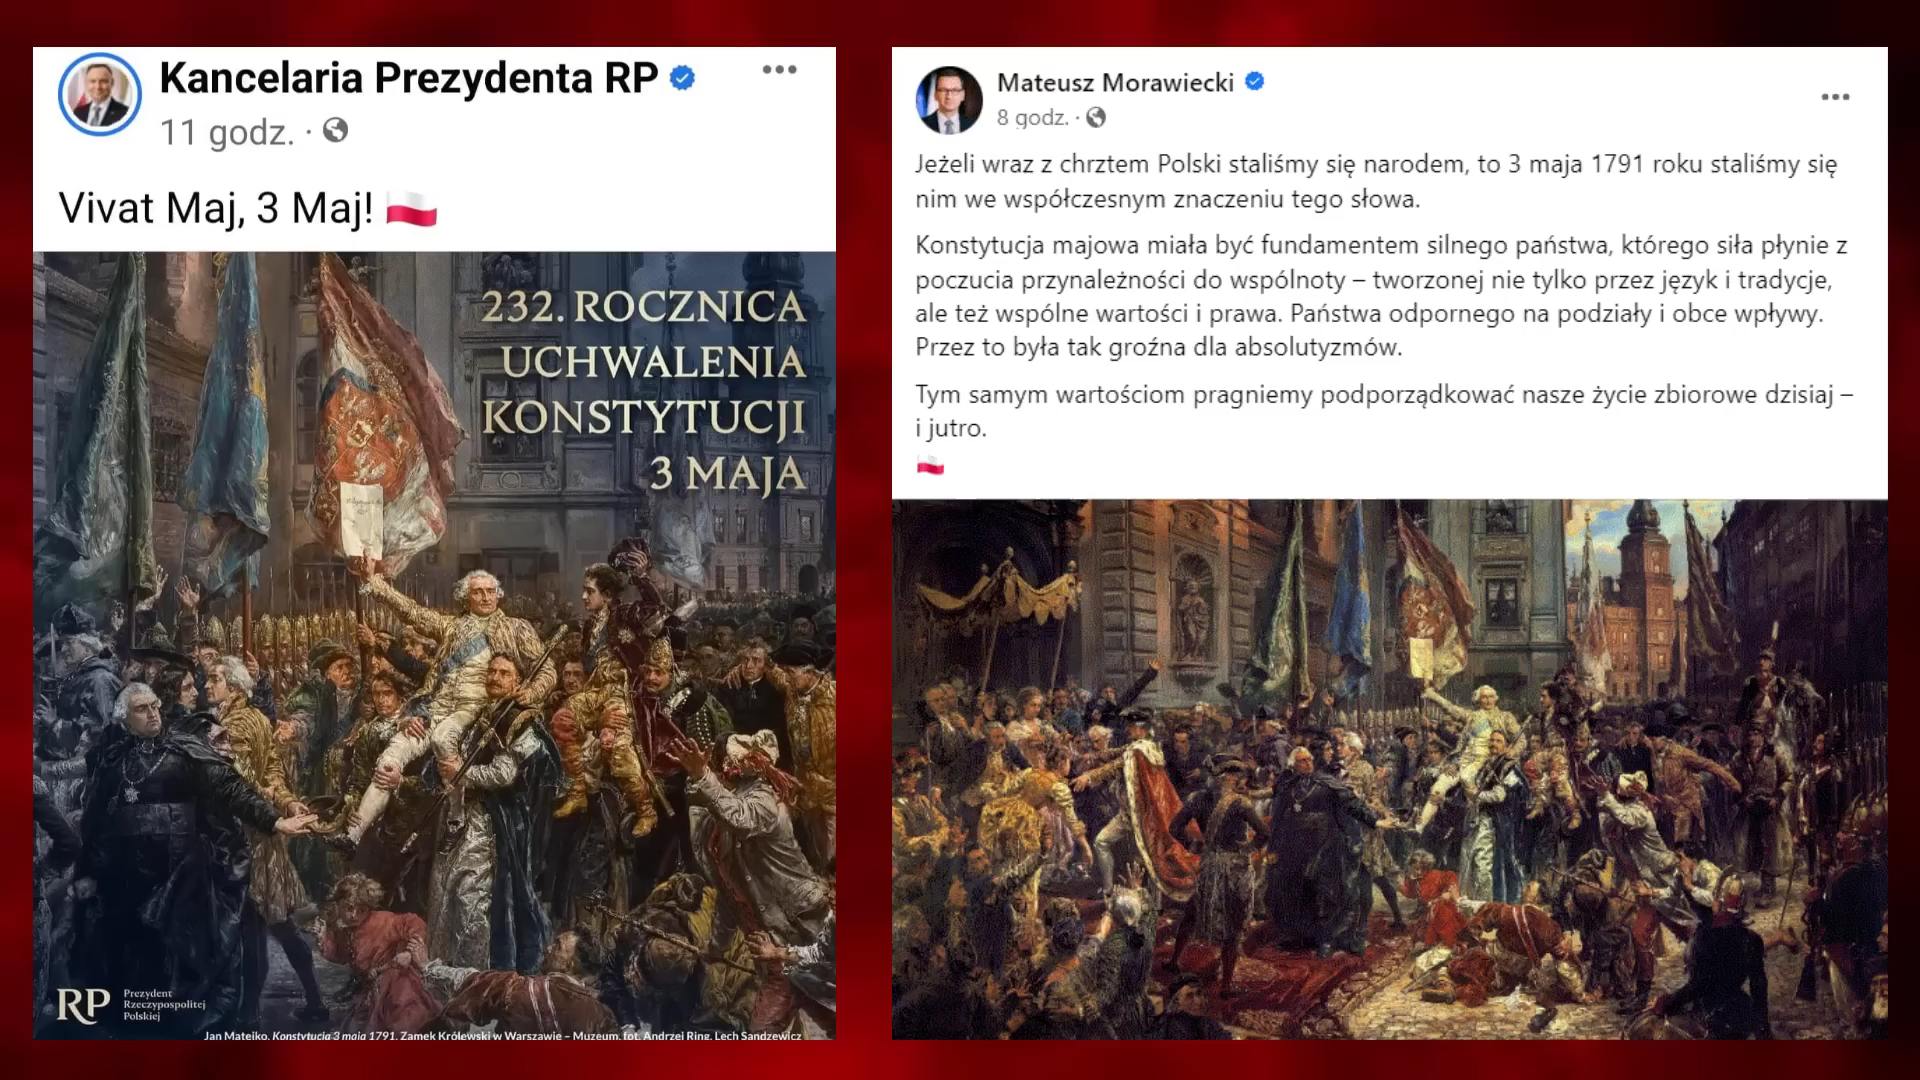 Kancelaria Prezydenta RP
11 godz. ·
Vivat Maj, 3 Maj!
232. ROCZNICA
UCHWALENIA
KONSTYTUCJI
3 MAJA
RP
Prezydent
Rzeczypospolitej
Polskiej
Jan Matejko, Konstytucja 3 maja 1791, Zamek Królewski w Warszawie – Muzeum, fot. Andrzej Ring, Lech Sandzewicz
Mateusz Morawiecki
8 godz. ·
Jeżeli wraz z chrztem Polski staliśmy się narodem, to 3 maja 1791 roku staliśmy się
nim we współczesnym znaczeniu tego słowa.
Konstytucja majowa miała być fundamentem silnego państwa, którego siła płynie z
poczucia przynależności do wspólnoty – tworzonej nie tylko przez język i tradycje,
ale też wspólne wartości i prawa. Państwa odpornego na podziały i obce wpływy.
Przez to była tak groźna dla absolutyzmów.
Tym samym wartościom pragniemy podporządkować nasze życie zbiorowe dzisiaj –
i jutro.